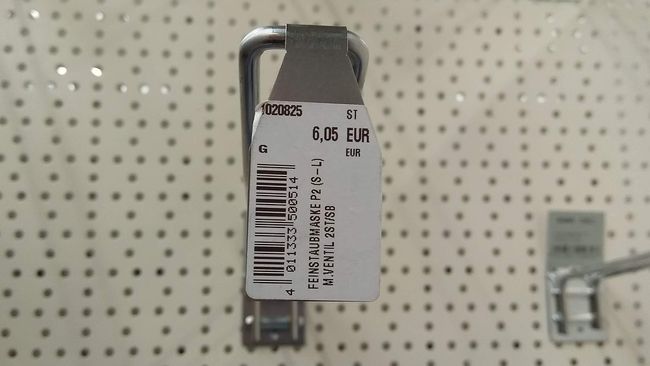 1020825 ST
6,05 EUR
G EUR
FEINSTAUBMASKE P2 (S-L)
M.VENTIL 2ST/SB
4 011333 500514